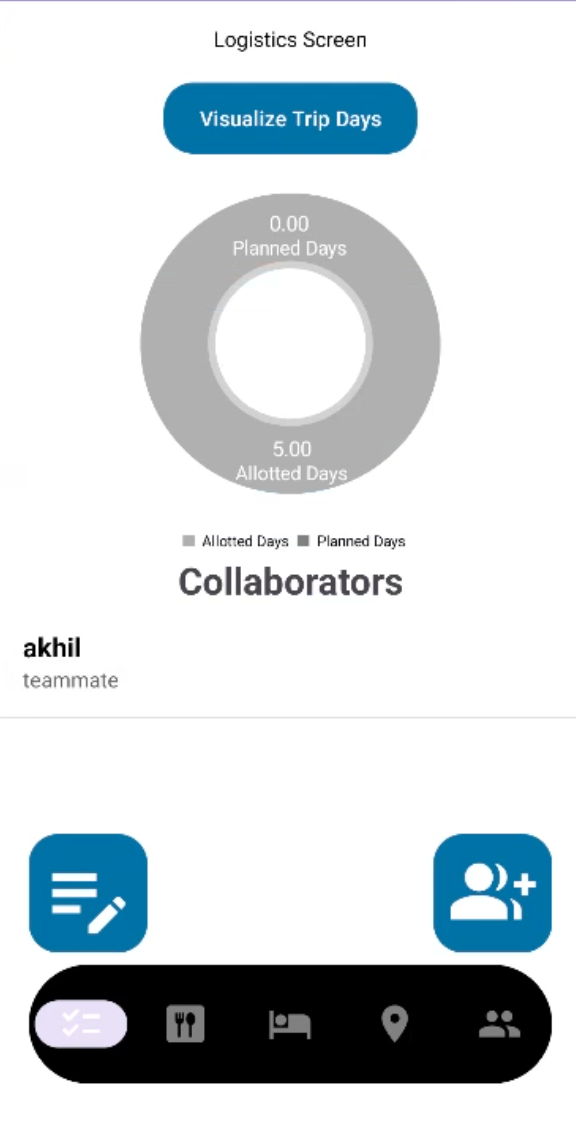 Logistics Screen
Visualize Trip Days
0.00
Planned Days
5.00
Allotted Days
Allotted Days Planned Days
Collaborators
akhil
teammate